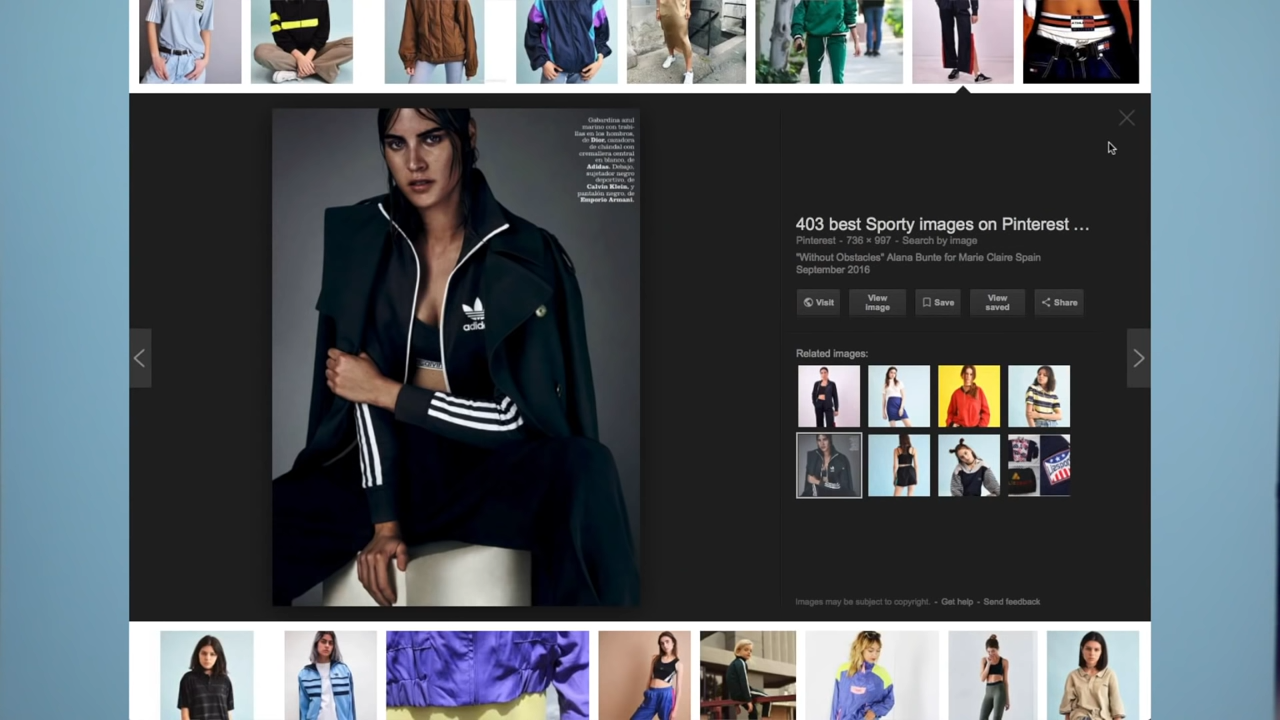 Gabardina azul
marino con trabi-
llas en los hombros,
de Dior, cazadora
de chándal con
cremallera central
en blanco, de
Adidas. Debajo,
sujetador negro
deportivo, de
Calvin Klein, y
pantalón negro, de
Emporio Armani.
adidas
403 best Sporty images on Pinterest ...
Pinterest - 736 × 997 - Search by image
"Without Obstacles" Alana Bunte for Marie Claire Spain
September 2016
Visit
View
image
Save
View
saved
Share
Related images:
Images may be subject to copyright. - Get help - Send feedback